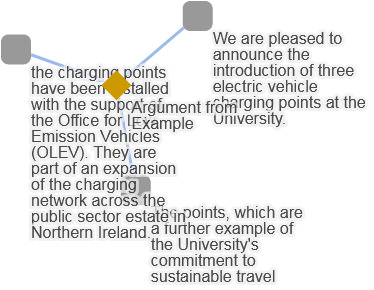 We are pleased to
announce the
introduction of three
electric vehicle
charging points at the
University.
the charging points
have been installed
with the support of
the Office for Low
Emission Vehicles
(OLEV). They are
part of an expansion
of the charging
network across the
public sector estate in
Northern Ireland.
Argument from
Example
The points, which are
a further example of
the University's
commitment to
sustainable travel